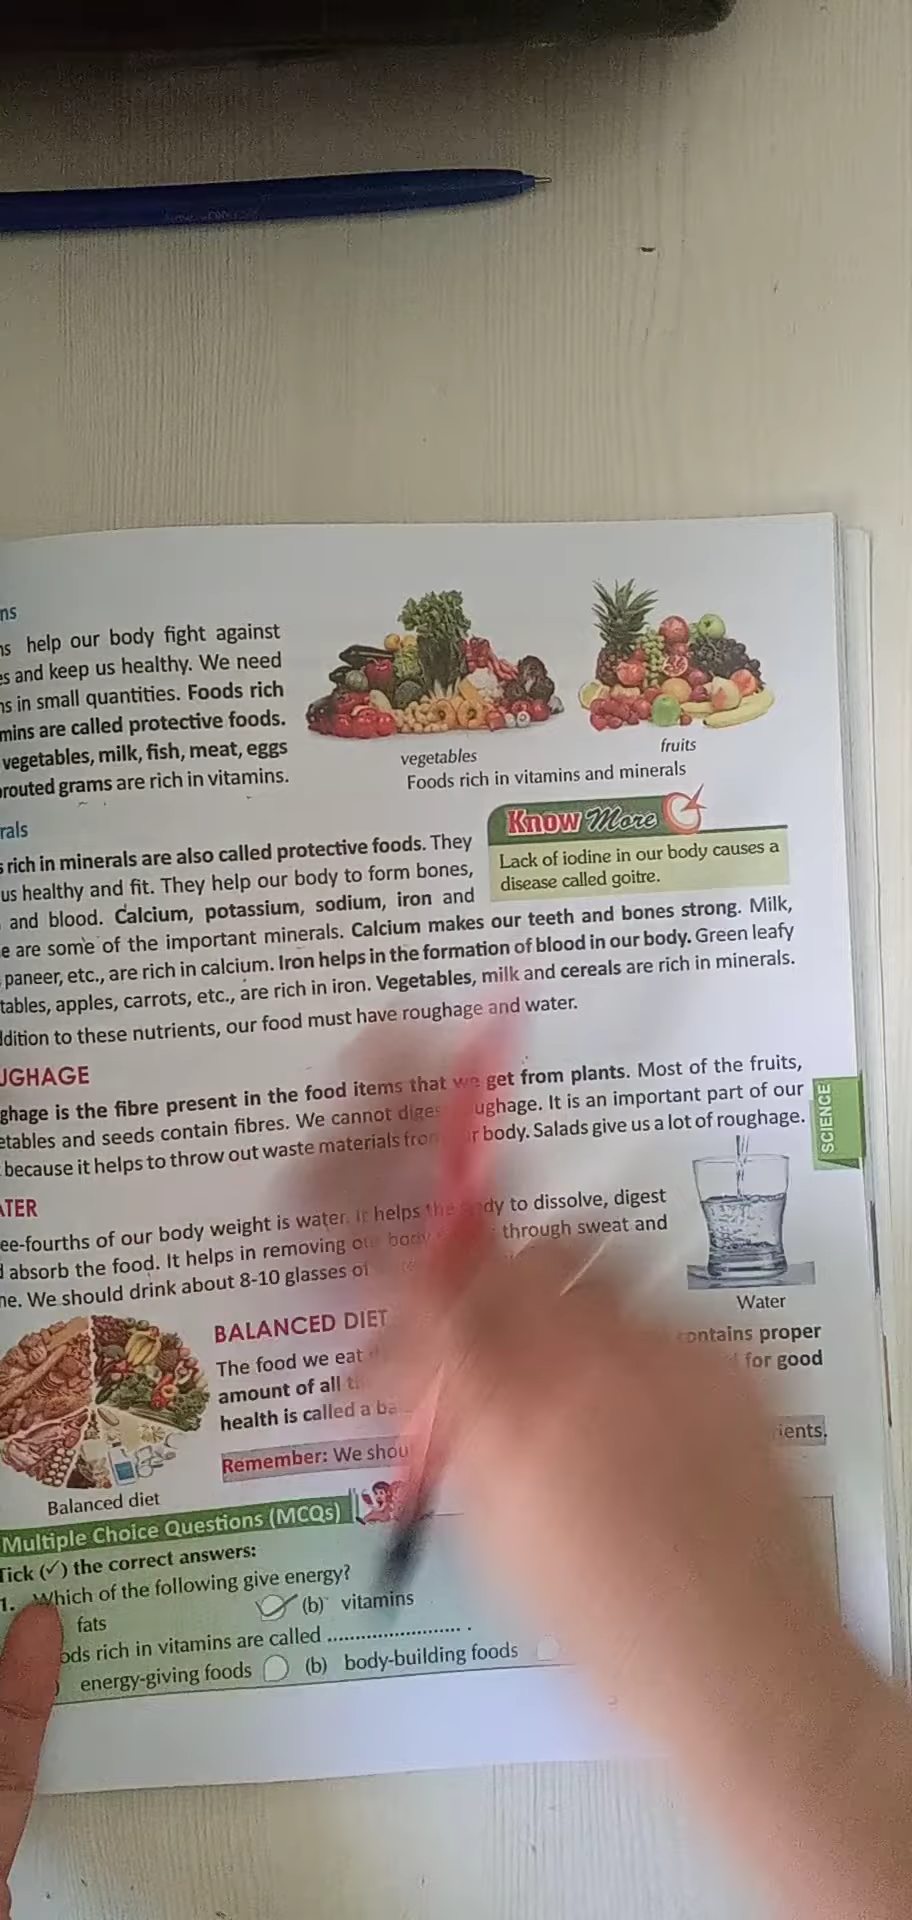 ns
ns help our body fight against
es and keep us healthy. We need
ns in small quantities. Foods rich
mins are called protective foods.
vegetables, milk, fish, meat, eggs
prouted grams are rich in vitamins.
vegetables
fruits
Foods rich in vitamins and minerals
rals
s rich in minerals are also called protective foods. They
us healthy and fit. They help our body to form bones,
and blood. Calcium, potassium, sodium, iron and
e are some of the important minerals. Calcium makes our teeth and bones strong. Milk,
paneer, etc., are rich in calcium. Iron helps in the formation of blood in our body. Green leafy
tables, apples, carrots, etc., are rich in iron. Vegetables, milk and cereals are rich in minerals.
ddition to these nutrients, our food must have roughage and water.
Know More
Lack of iodine in our body causes a
disease called goitre.
UGHAGE
ghage is the fibre present in the food items that we get from plants. Most of the fruits,
etables and seeds contain fibres. We cannot diges ughage. It is an important part of our
because it helps to throw out waste materials from r body. Salads give us a lot of roughage.
SCIENCE
ATER
ee-fourths of our body weight is water. It helps the body to dissolve, digest
d absorb the food. It helps in removing our body through sweat and
ne. We should drink about 8-10 glasses of
Water
BALANCED DIET
The food we eat contains proper
amount of all for good
health is called a ba
Remember: We shou ients.
Balanced diet
Multiple Choice Questions (MCQs)
Tick (✓) the correct answers:
1. Which of the following give energy?
fats (b) vitamins
ods rich in vitamins are called ........................ .
energy-giving foods (b) body-building foods